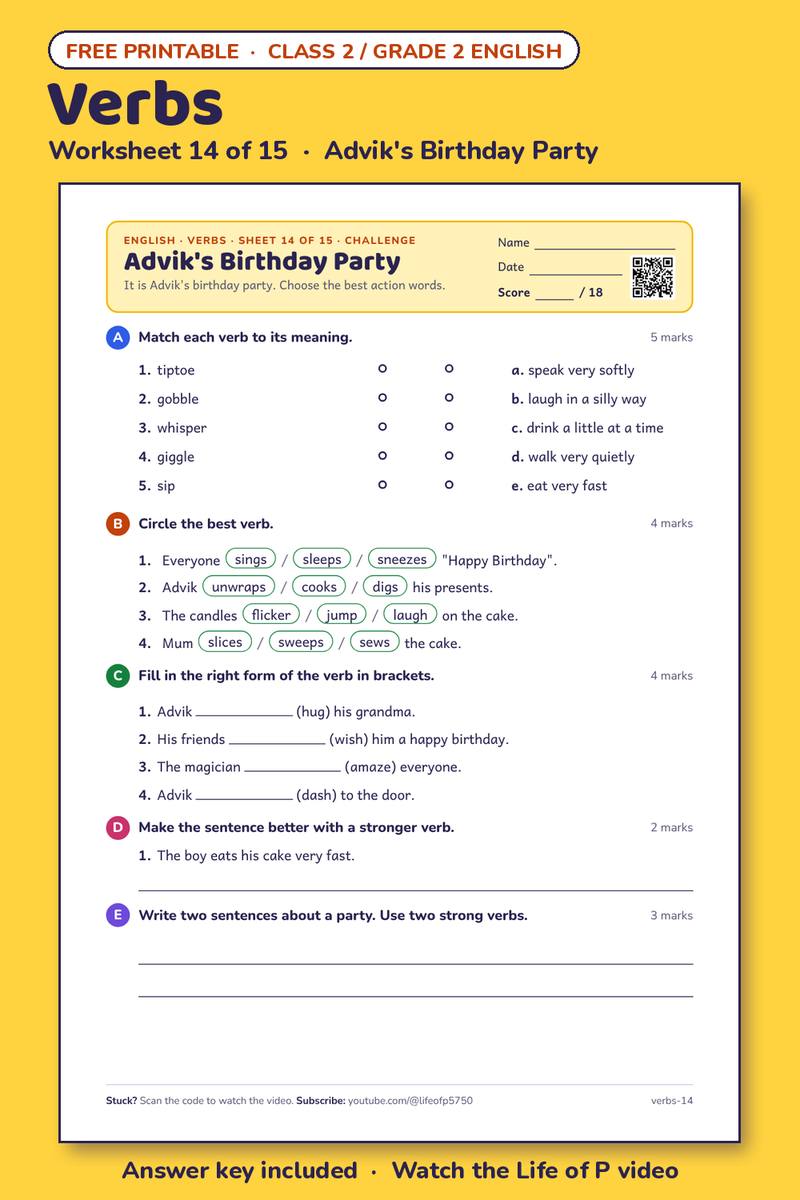 FREE PRINTABLE · CLASS 2 / GRADE 2 ENGLISH
Verbs
Worksheet 14 of 15 · Advik's Birthday Party
ENGLISH · VERBS · SHEET 14 OF 15 · CHALLENGE
Advik's Birthday Party
It is Advik's birthday party. Choose the best action words.
Name ____________________
Date ______________
Score ______ / 18
A Match each verb to its meaning. 5 marks
1. tiptoe a. speak very softly
2. gobble b. laugh in a silly way
3. whisper c. drink a little at a time
4. giggle d. walk very quietly
5. sip e. eat very fast
B Circle the best verb. 4 marks
1. Everyone sings / sleeps / sneezes "Happy Birthday".
2. Advik unwraps / cooks / digs his presents.
3. The candles flicker / jump / laugh on the cake.
4. Mum slices / sweeps / sews the cake.
C Fill in the right form of the verb in brackets. 4 marks
1. Advik ______________ (hug) his grandma.
2. His friends ______________ (wish) him a happy birthday.
3. The magician ______________ (amaze) everyone.
4. Advik ______________ (dash) to the door.
D Make the sentence better with a stronger verb. 2 marks
1. The boy eats his cake very fast.
E Write two sentences about a party. Use two strong verbs. 3 marks
Stuck? Scan the code to watch the video. Subscribe: youtube.com/@lifeofp5750 verbs-14
Answer key included · Watch the Life of P video